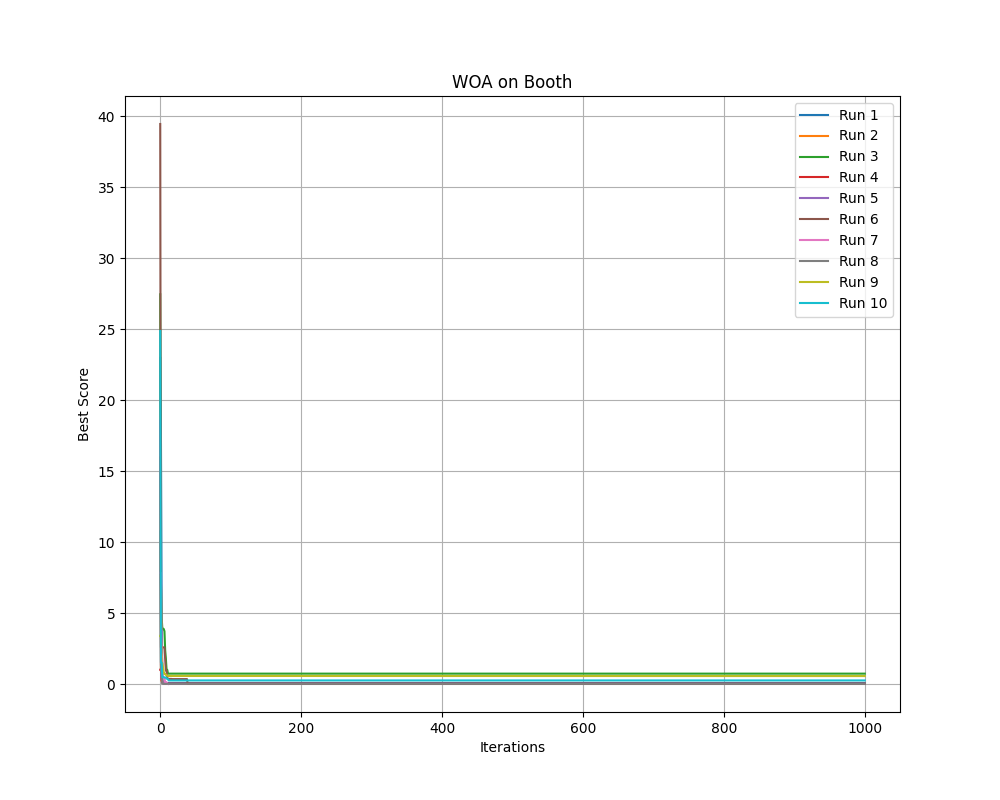 WOA on Booth
40
35
30
25
20
15
10
5
0
Best Score
0 200 400 600 800 1000
Iterations
Run 1
Run 2
Run 3
Run 4
Run 5
Run 6
Run 7
Run 8
Run 9
Run 10